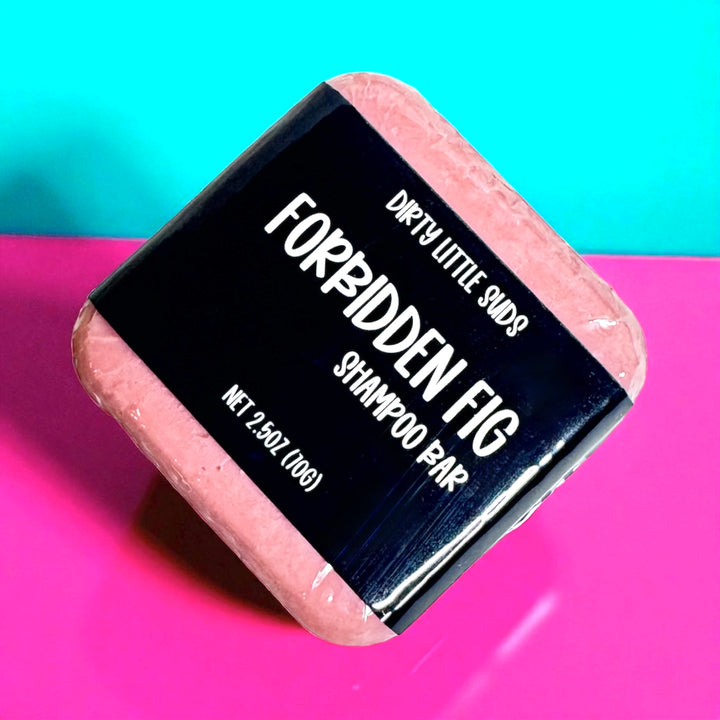 DIRTY LITTLE SUDS
FORBIDDEN FIG
SHAMPOO BAR
NET 2.5OZ (70G)